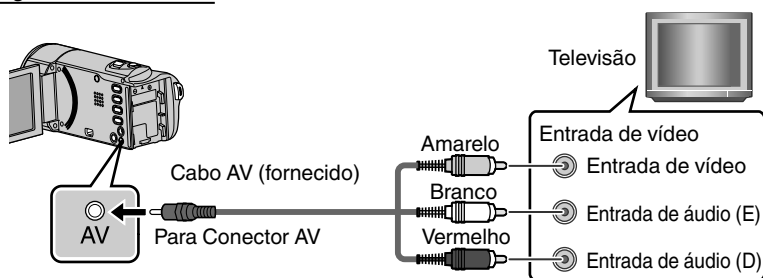 Televisão
Entrada de vídeo
Amarelo
Entrada de vídeo
Cabo AV (fornecido)
Branco
Entrada de áudio (E)
AV
Para Conector AV
Vermelho
Entrada de áudio (D)